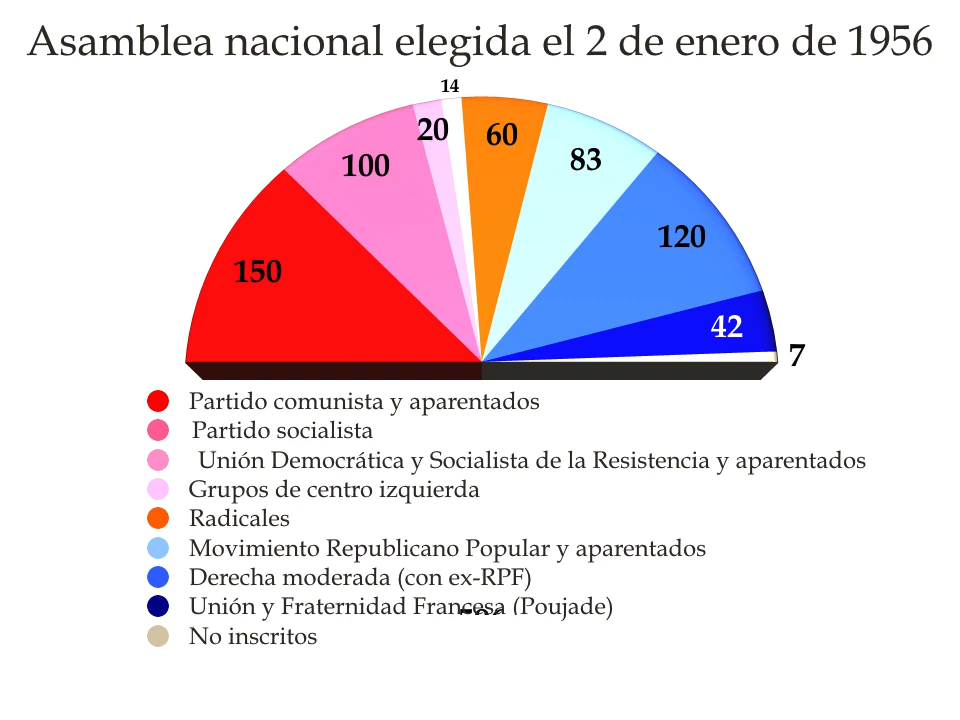 Asamblea nacional elegida el 2 de enero de 1956
14
20
60
100
83
120
150
42
7
Partido comunista y aparentados
Partido socialista
Unión Democrática y Socialista de la Resistencia y aparentados
Grupos de centro izquierda
Radicales
Movimiento Republicano Popular y aparentados
Derecha moderada (con ex-RPF)
Unión y Fraternidad Francesa (Poujade)
No inscritos